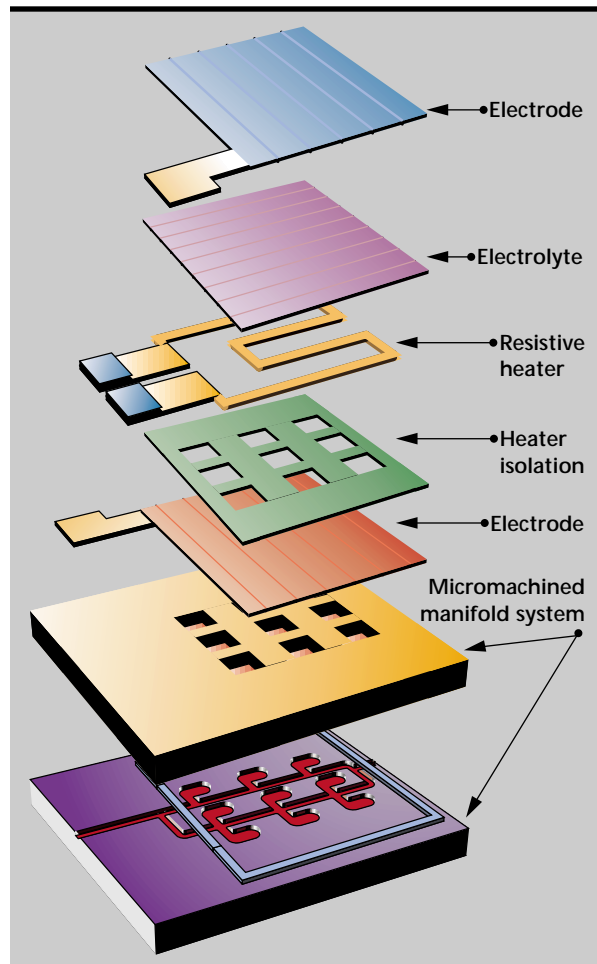 Electrode
Electrolyte
Resistive
heater
Heater
isolation
Electrode
Micromachined
manifold system